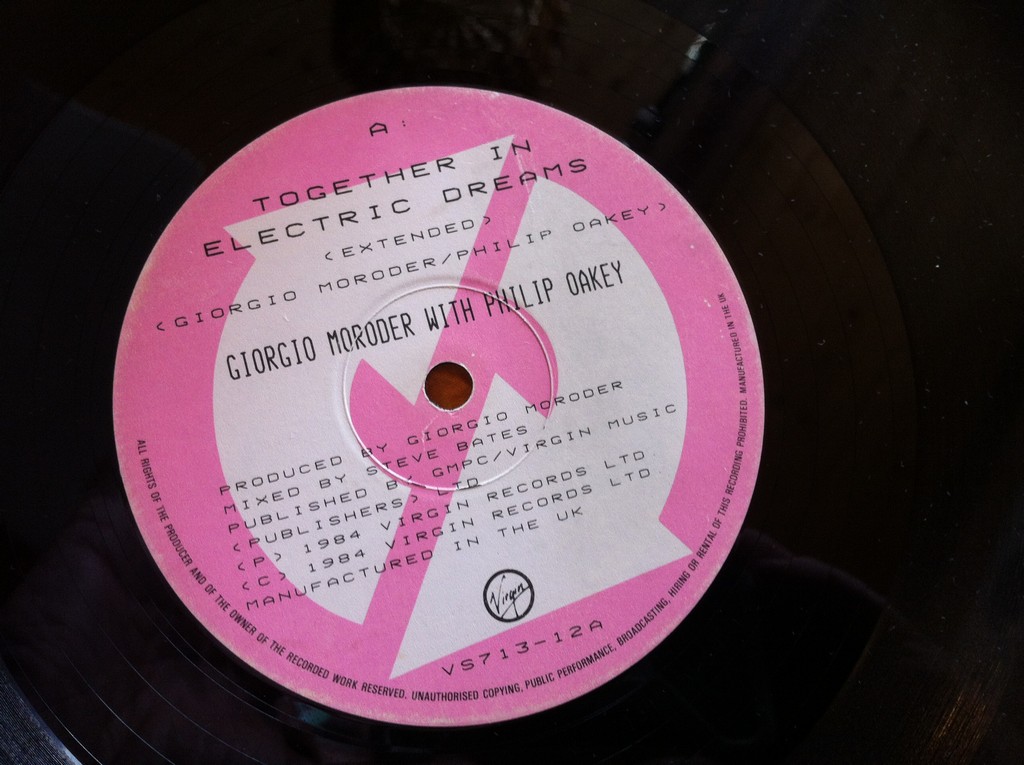 A:
TOGETHER IN
ELECTRIC DREAMS
<EXTENDED>
<GIORGIO MORODER/PHILIP OAKEY>
GIORGIO MORODER WITH PHILIP OAKEY
PRODUCED BY GIORGIO MORODER
MIXED BY STEVE BATES
PUBLISHED BY GMPC/VIRGIN MUSIC
<PUBLISHERS> LTD
<P> 1984 VIRGIN RECORDS LTD.
<C> 1984 VIRGIN RECORDS LTD.
MANUFACTURED IN THE UK
Virgin
VS713-12A
ALL RIGHTS OF THE PRODUCER AND OF THE OWNER OF THE RECORDED WORK RESERVED. UNAUTHORISED COPYING, PUBLIC PERFORMANCE, BROADCASTING, HIRING OR RENTAL OF THIS RECORDING PROHIBITED. MANUFACTURED IN THE UK